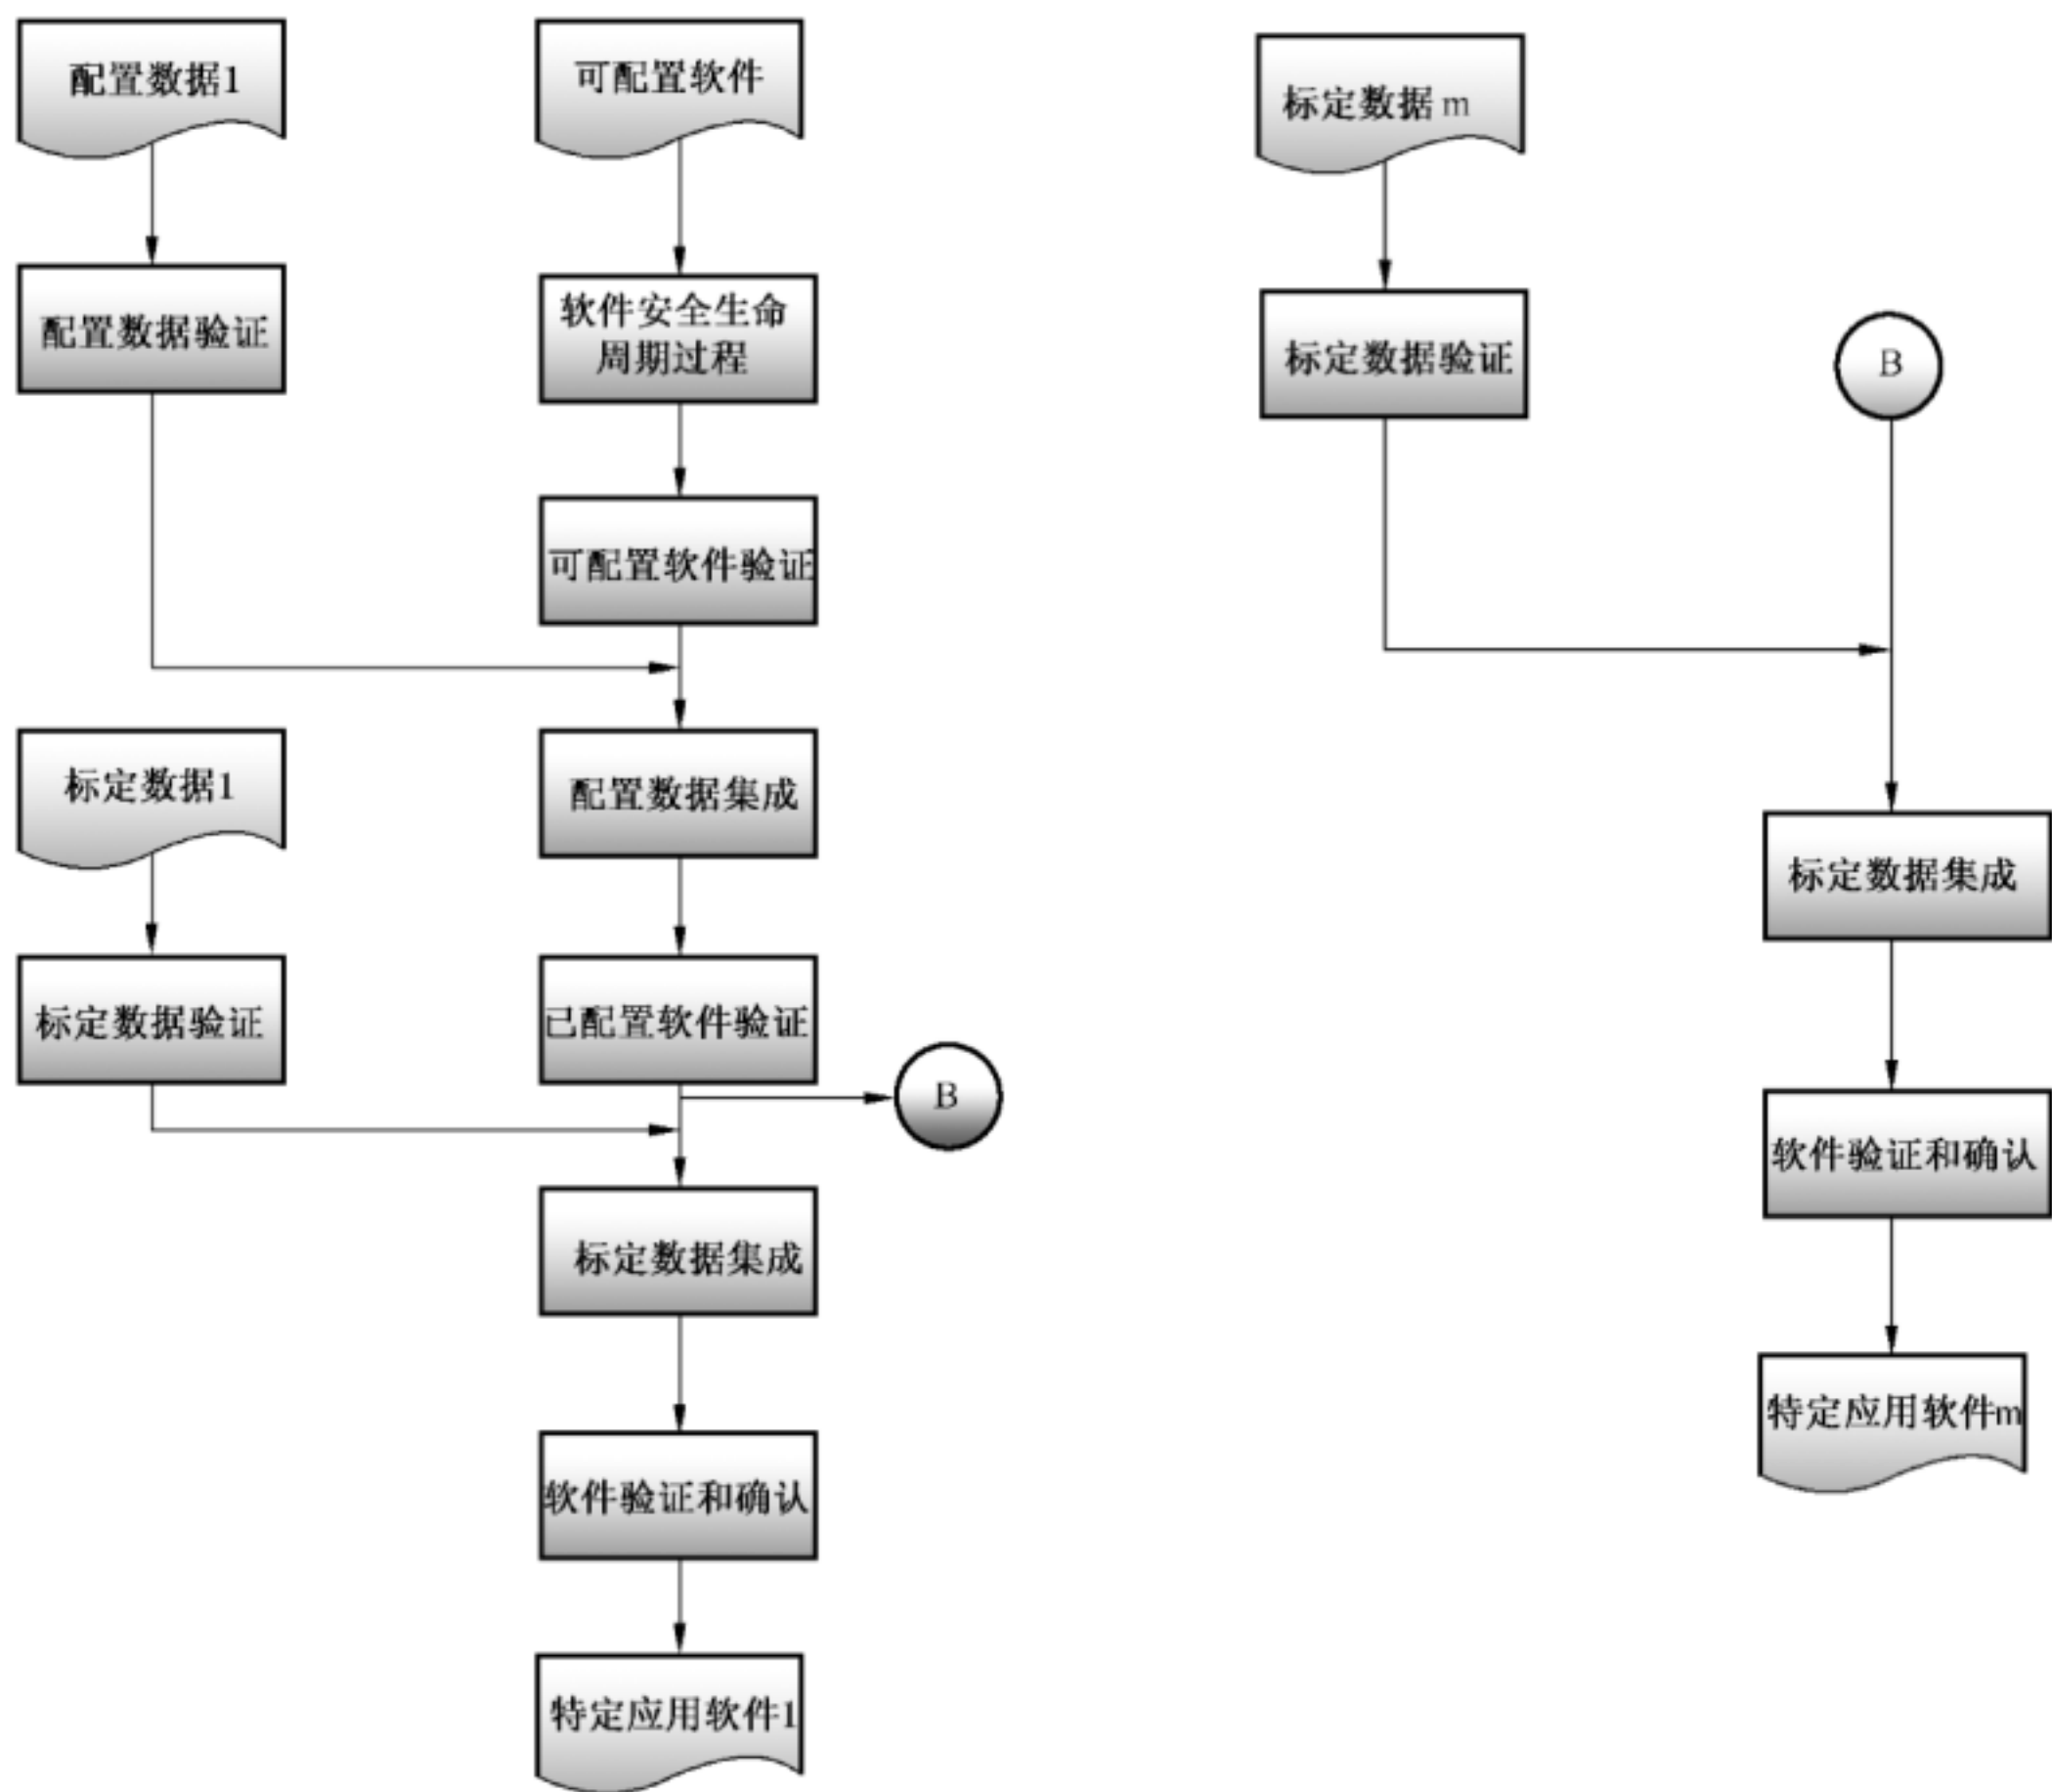 配置数据1
可配置软件
配置数据验证
软件安全生命
周期过程
可配置软件验证
标定数据1
配置数据集成
标定数据验证
已配置软件验证
B
标定数据集成
软件验证和确认
特定应用软件1
标定数据 m
标定数据验证
B
标定数据集成
软件验证和确认
特定应用软件m